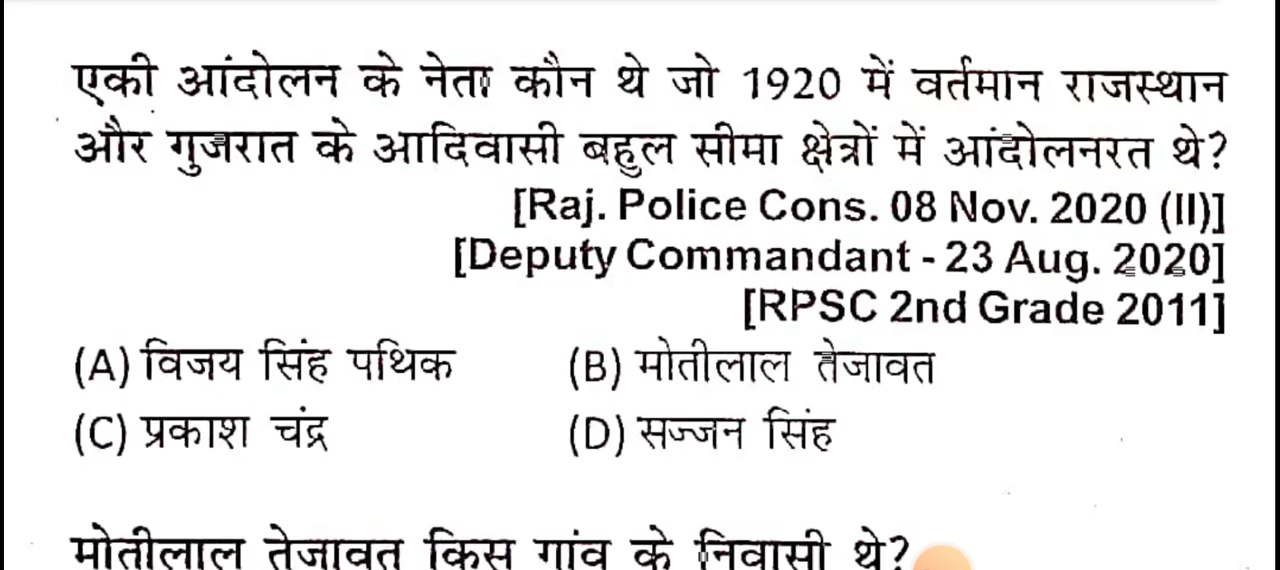 एकी आंदोलन के नेता कौन थे जो 1920 में वर्तमान राजस्थान
और गुजरात के आदिवासी बहुल सीमा क्षेत्रों में आंदोलनरत थे?
[Raj. Police Cons. 08 Nov. 2020 (II)]
[Deputy Commandant - 23 Aug. 2020]
[RPSC 2nd Grade 2011]
(A) विजय सिंह पथिक (B) मोतीलाल तेजावत
(C) प्रकाश चंद्र (D) सज्जन सिंह
मोतीलाल तेजावत किस गांव के निवासी थे?